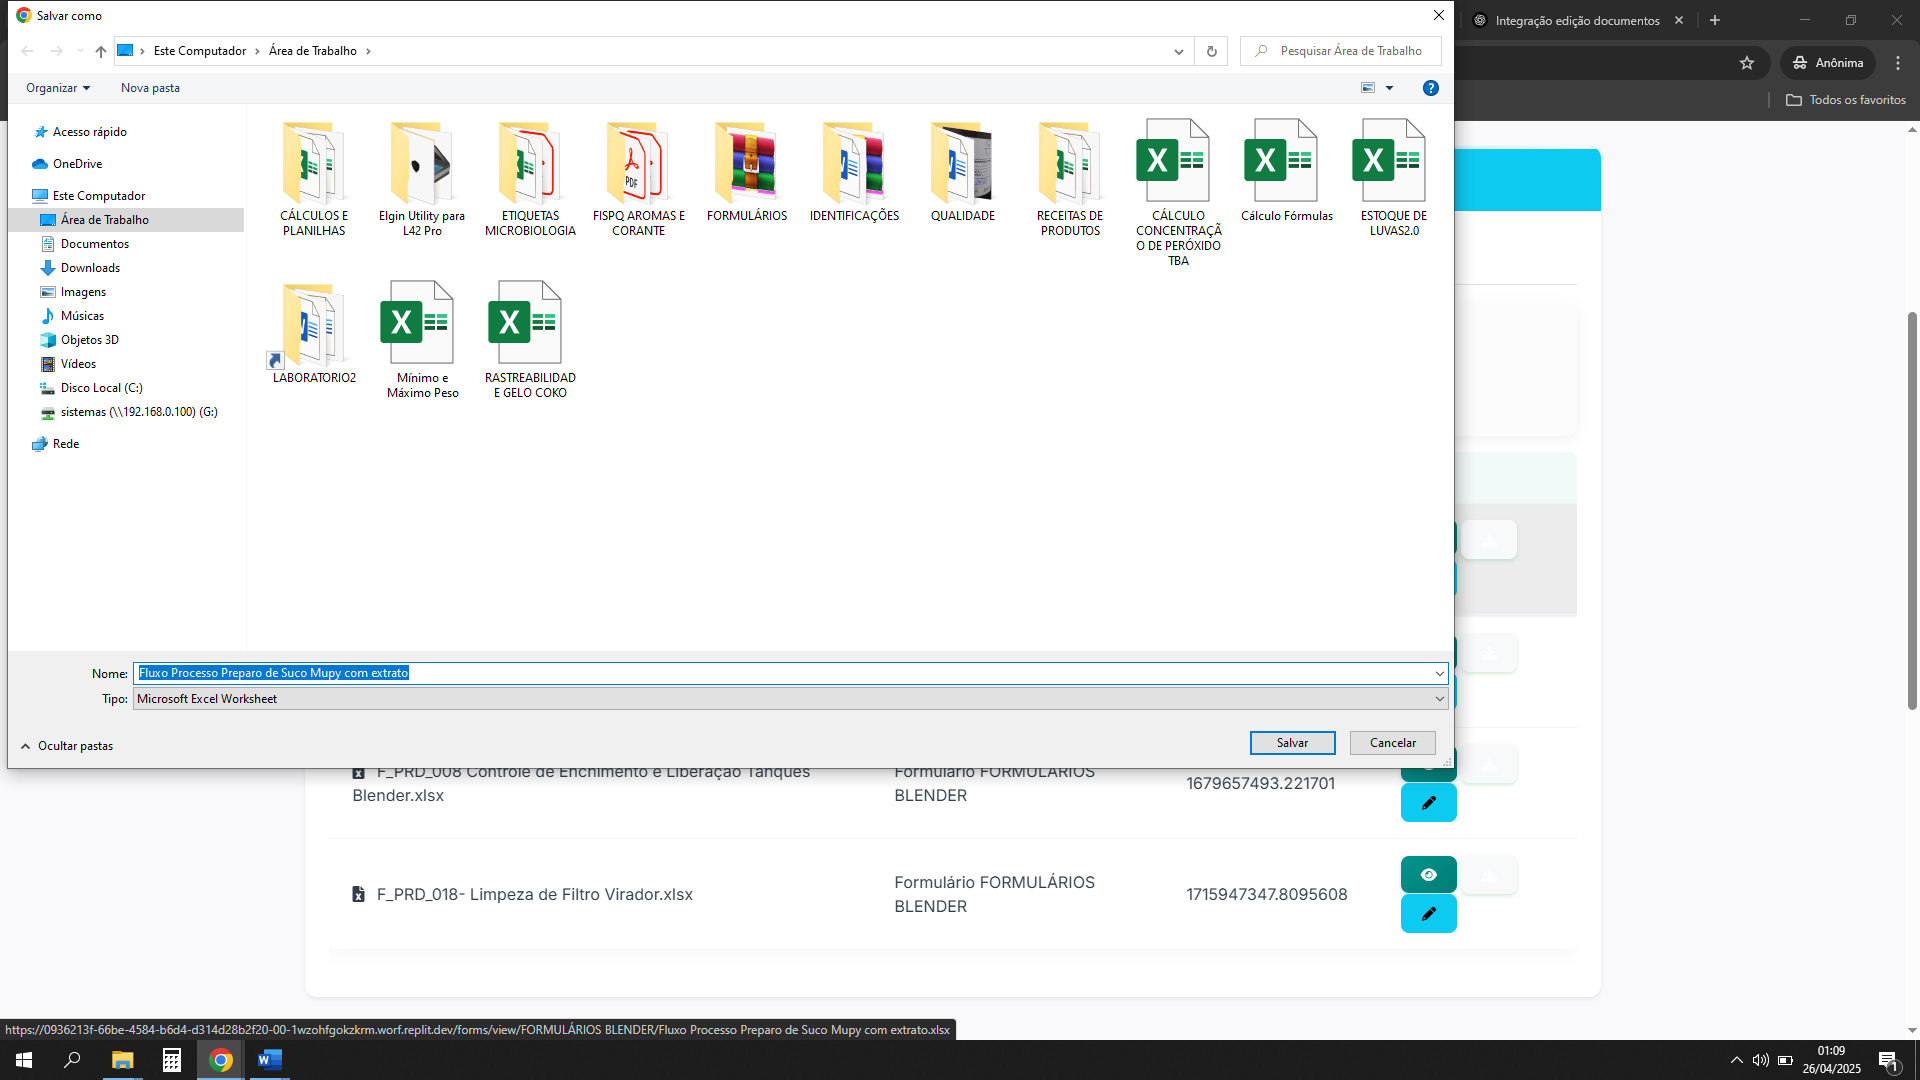 Salvar como
Integração edição documentos
Este Computador
Área de Trabalho
Pesquisar Área de Trabalho
Anônima
Organizar
Nova pasta
Todos os favoritos
Acesso rápido
OneDrive
Este Computador
Área de Trabalho
Documentos
Downloads
Imagens
Músicas
Objetos 3D
Vídeos
Disco Local (C:)
sistemas (\\192.168.0.100) (G:)
Rede
CÁLCULOS E
PLANILHAS
Elgin Utility para
L42 Pro
ETIQUETAS
MICROBIOLOGIA
PDF
FISPQ AROMAS E
CORANTE
FORMULÁRIOS
IDENTIFICAÇÕES
QUALIDADE
RECEITAS DE
PRODUTOS
CÁLCULO
CONCENTRAÇÃ
O DE PERÓXIDO
TBA
Cálculo Fórmulas
ESTOQUE DE
LUVAS2.0
LABORATORIO2
Mínimo e
Máximo Peso
RASTREABILIDAD
E GELO COKO
Nome:
Fluxo Processo Preparo de Suco Mupy com extrato
Tipo:
Microsoft Excel Worksheet
Ocultar pastas
Salvar
Cancelar
F_PRD_008 Controle de Enchimento e Liberação Tanques
Blender.xlsx
Formulário FORMULÁRIOS
BLENDER
1679657493.221701
F_PRD_018- Limpeza de Filtro Virador.xlsx
Formulário FORMULÁRIOS
BLENDER
1715947347.8095608
https://0936213f-66be-4584-b6d4-d314d28b2f20-00-1wzohfgokzkrm.worf.replit.dev/forms/view/FORMULÁRIOS BLENDER/Fluxo Processo Preparo de Suco Mupy com extrato.xlsx
01:09
26/04/2025
1